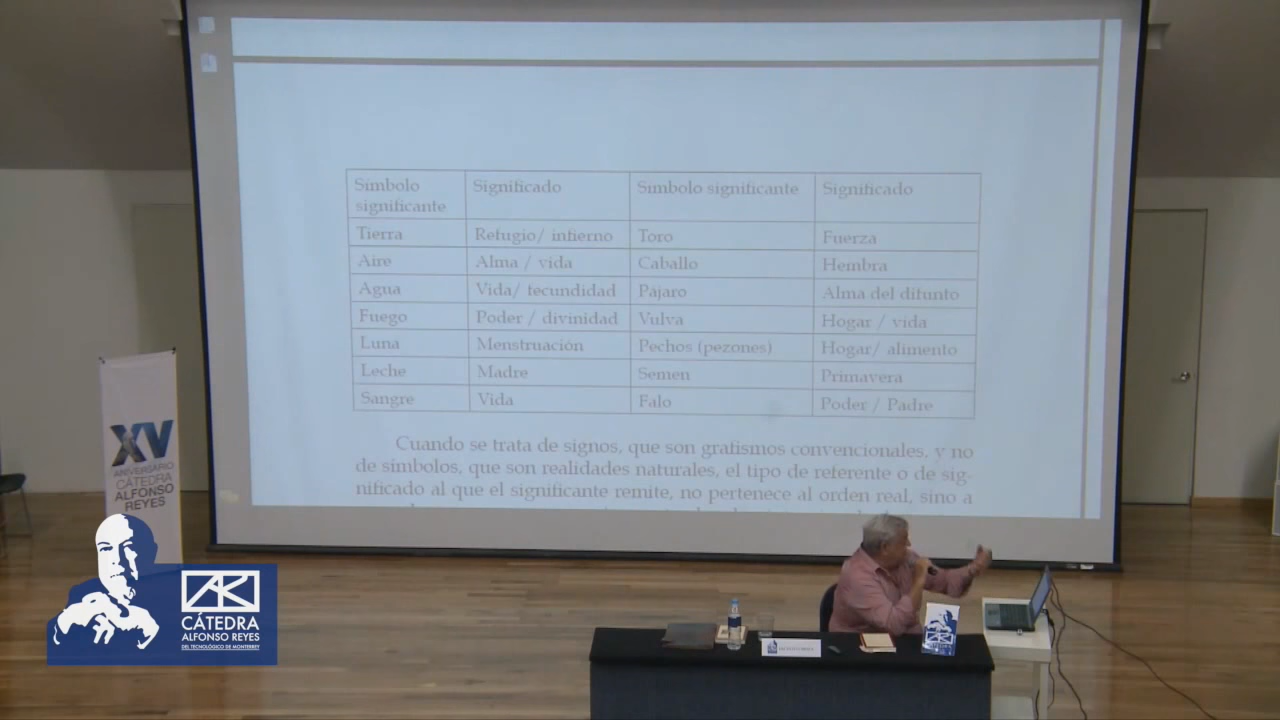 Símbolo significante | Significado | Símbolo significante | Significado
Tierra | Refugio/ infierno | Toro | Fuerza
Aire | Alma / vida | Caballo | Hembra
Agua | Vida/ fecundidad | Pájaro | Alma del difunto
Fuego | Poder / divinidad | Vulva | Hogar / vida
Luna | Menstruación | Pechos (pezones) | Hogar/ alimento
Leche | Madre | Semen | Primavera
Sangre | Vida | Falo | Poder / Padre
Cuando se trata de signos, que son grafismos convencionales, y no
de símbolos, que son realidades naturales, el tipo de referente o de sig-
nificado al que el significante remite, no pertenece al orden real, sino a
XV
ANIVERSARIO
CÁTEDRA
ALFONSO
REYES
AR
CÁTEDRA
ALFONSO REYES
DEL TECNOLÓGICO DE MONTERREY